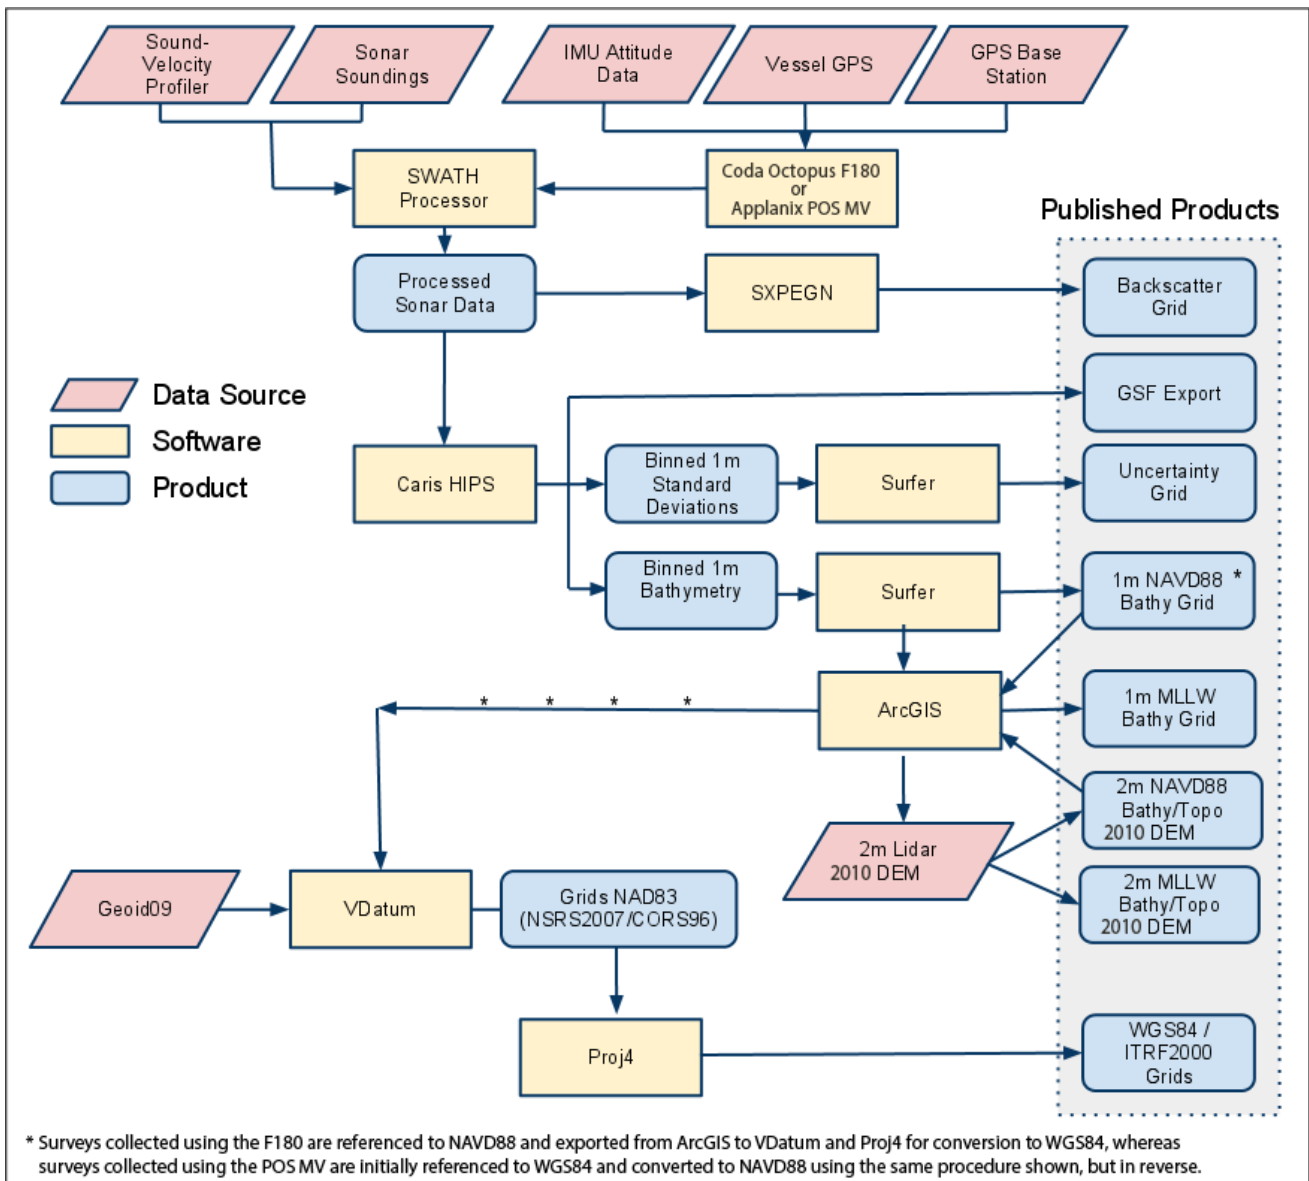 Sound-
Velocity
Profiler
Sonar
Soundings
IMU Attitude
Data
Vessel GPS
GPS Base
Station
SWATH
Processor
Coda Octopus F180
or
Applanix POS MV
Published Products
Processed
Sonar Data
SXPEGN
Backscatter
Grid
Data Source
Software
Product
GSF Export
Caris HIPS
Binned 1m
Standard
Deviations
Surfer
Uncertainty
Grid
Binned 1m
Bathymetry
Surfer
1m NAVD88 *
Bathy Grid
* * * *
ArcGIS
1m MLLW
Bathy Grid
2m NAVD88
Bathy/Topo
2010 DEM
2m Lidar
2010 DEM
2m MLLW
Bathy/Topo
2010 DEM
Geoid09
VDatum
Grids NAD83
(NSRS2007/CORS96)
Proj4
WGS84 /
ITRF2000
Grids
* Surveys collected using the F180 are referenced to NAVD88 and exported from ArcGIS to VDatum and Proj4 for conversion to WGS84, whereas
surveys collected using the POS MV are initially referenced to WGS84 and converted to NAVD88 using the same procedure shown, but in reverse.